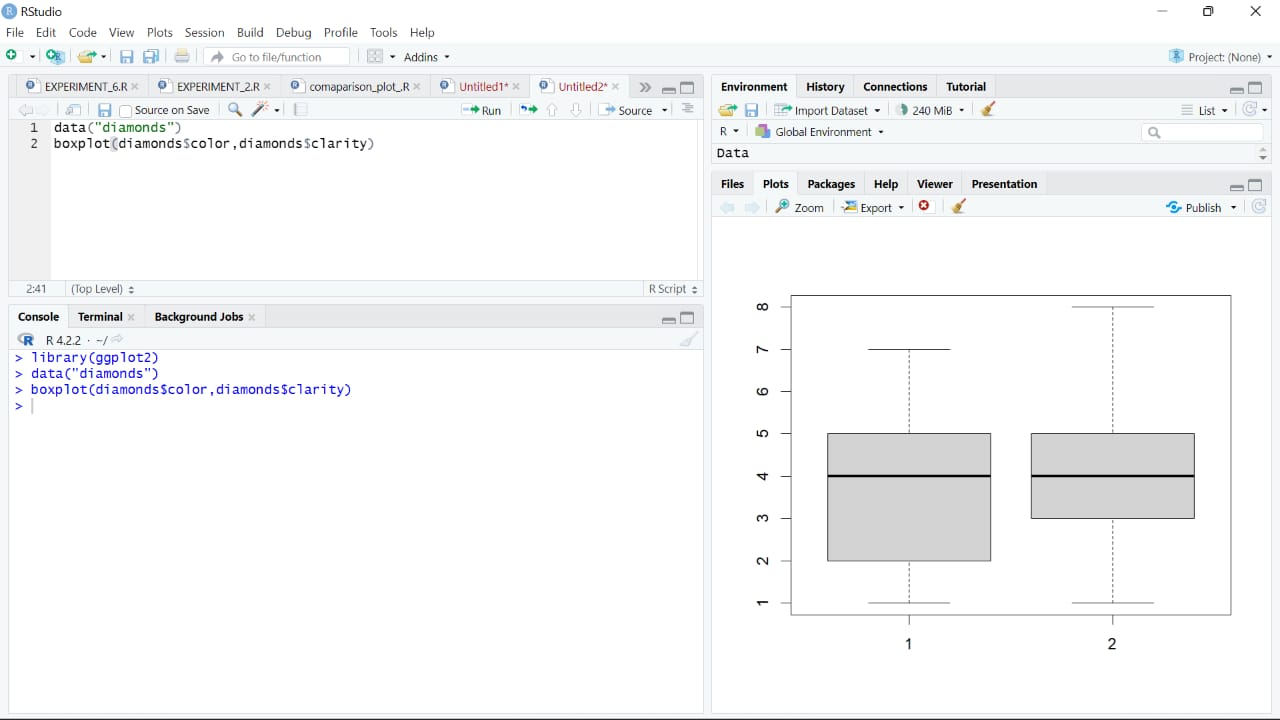 RStudio
File Edit Code View Plots Session Build Debug Profile Tools Help
Go to file/function Addins Project: (None)
EXPERIMENT_6.R EXPERIMENT_2.R comaparison_plot_.R Untitled1* Untitled2*
Source on Save Run Source
1 data("diamonds")
2 boxplot(diamonds$color,diamonds$clarity)
2:41 (Top Level) R Script
Console Terminal Background Jobs
R 4.2.2 · ~/
> library(ggplot2)
> data("diamonds")
> boxplot(diamonds$color,diamonds$clarity)
>
Environment History Connections Tutorial
Import Dataset 240 MiB List
R Global Environment
Data
Files Plots Packages Help Viewer Presentation
Zoom Export Publish
8
7
6
5
4
3
2
1
1 2